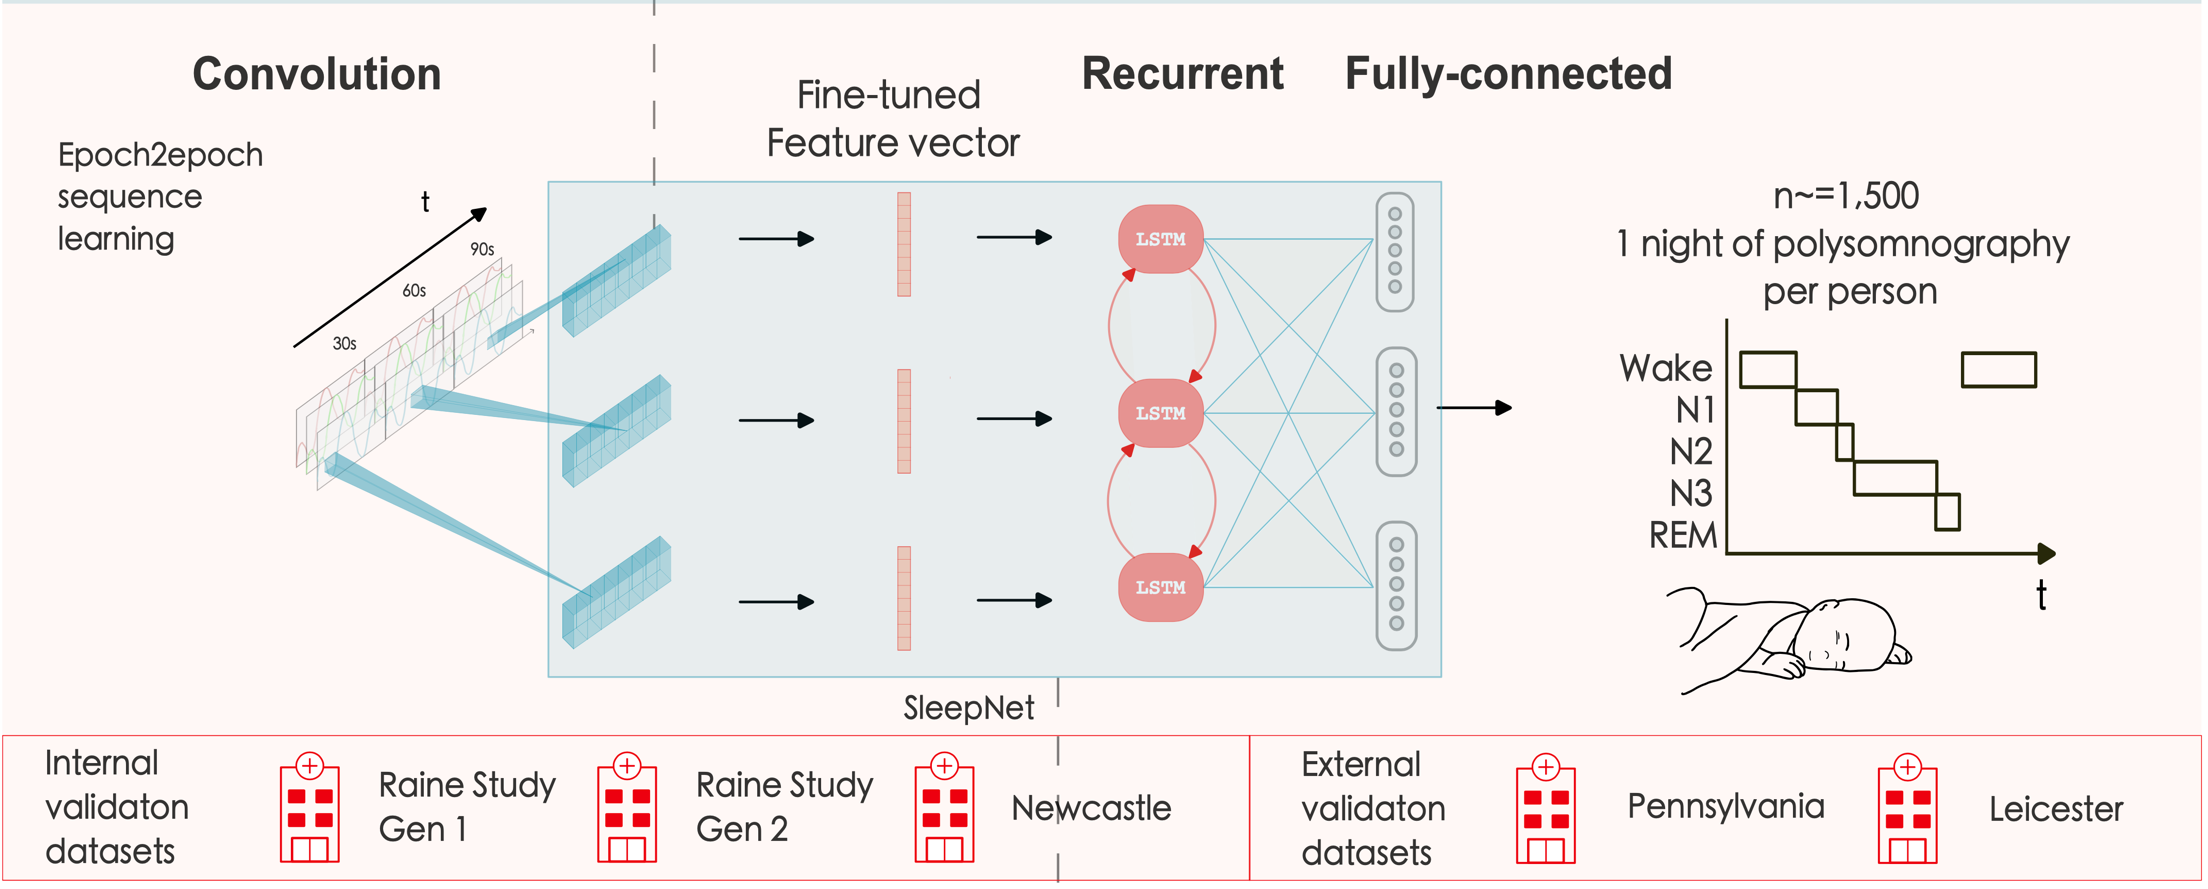 Convolution
Fine-tuned
Feature vector
Recurrent
Fully-connected
Epoch2epoch
sequence
learning
t
90s
60s
30s
LSTM
LSTM
LSTM
n~=1,500
1 night of polysomnography
per person
Wake
N1
N2
N3
REM
t
SleepNet
Internal
validaton
datasets
Raine Study
Gen 1
Raine Study
Gen 2
Newcastle
External
validaton
datasets
Pennsylvania
Leicester